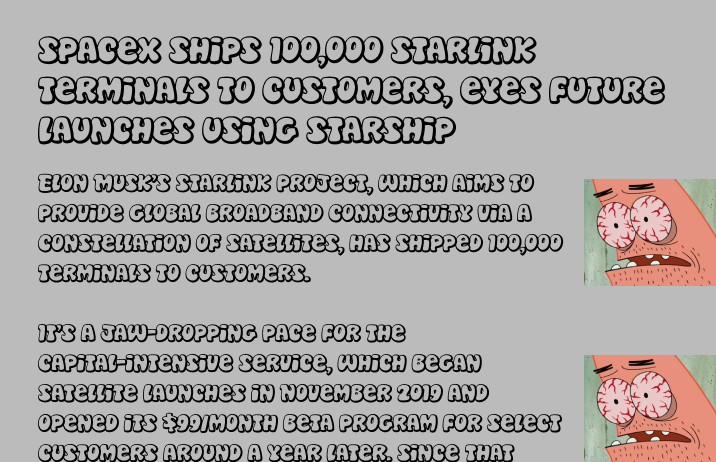 SPACEX SHIPS 100,000 STARLINK
TERMINALS TO CUSTOMERS, EYES FUTURE
LAUNCHES USING STARSHIP
ELON MUSK'S STARLINK PROJECT, WHICH AIMS TO
PROVIDE GLOBAL BROADBAND CONNECTIVITY VIA A
CONSTELLATION OF SATELLITES, HAS SHIPPED 100,000
TERMINALS TO CUSTOMERS.
IT'S A JAW-DROPPING PACE FOR THE
CAPITAL-INTENSIVE SERVICE, WHICH BEGAN
SATELLITE LAUNCHES IN NOVEMBER 2019 AND
OPENED ITS $99/MONTH BETA PROGRAM FOR SELECT
CUSTOMERS AROUND A YEAR LATER. SINCE THAT